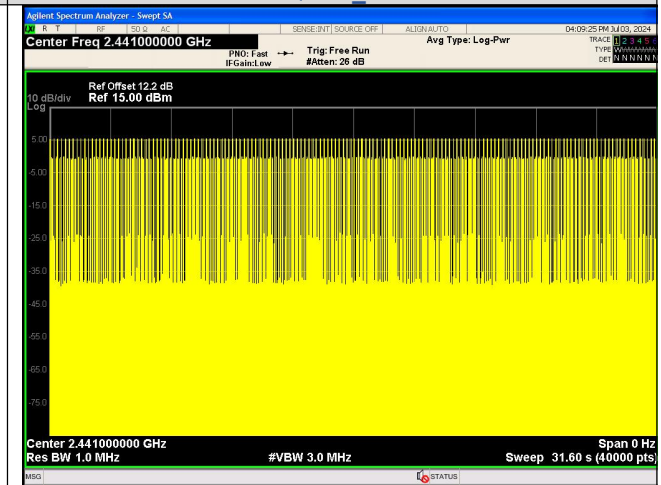 Agilent Spectrum Analyzer - Swept SA
R T RF 50 Ω AC SENSE:INT SOURCE OFF ALIGN AUTO 04:09:25 PM Jul 03, 2024
Center Freq 2.441000000 GHz Avg Type: Log-Pwr TRACE 1 2 3 4 5 6
PNO: Fast Trig: Free Run TYPE
IFGain:Low #Atten: 26 dB DET N N N N N N
Ref Offset 12.2 dB
10 dB/div Ref 15.00 dBm
Log
5.00
-5.00
-15.0
-25.0
-35.0
-45.0
-55.0
-65.0
-75.0
Center 2.441000000 GHz Span 0 Hz
Res BW 1.0 MHz #VBW 3.0 MHz Sweep 31.60 s (40000 pts)
MSG STATUS